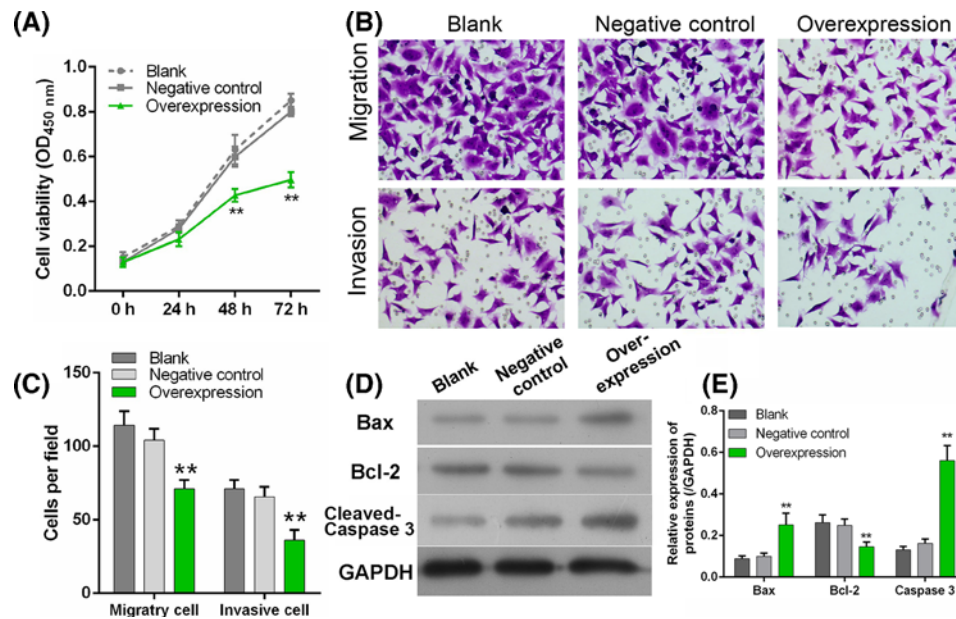 (A)
Blank
Negative control
Overexpression
Cell viability (OD450 nm)
1.0
0.8
0.6
0.4
0.2
0.0
**
**
0 h 24 h 48 h 72 h
(B)
Blank Negative control Overexpression
Migration
Invasion
(C)
Blank
Negative control
Overexpression
Cells per field
150
100
50
0
**
**
Migratry cell Invasive cell
(D)
Blank
Negative
control
Over-
expression
Bax
Bcl-2
Cleaved-
Caspase 3
GAPDH
(E)
Blank
Negative control
Overexpression
Relative expression of
proteins (/GAPDH)
0.8
0.6
0.4
0.2
0.0
**
**
**
Bax Bcl-2 Caspase 3